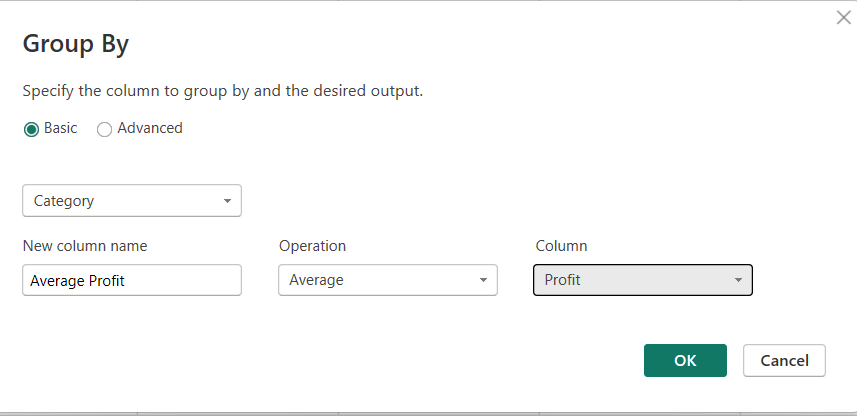 Group By
Specify the column to group by and the desired output.
Basic Advanced
Category
New column name Operation Column
Average Profit Average Profit
OK Cancel